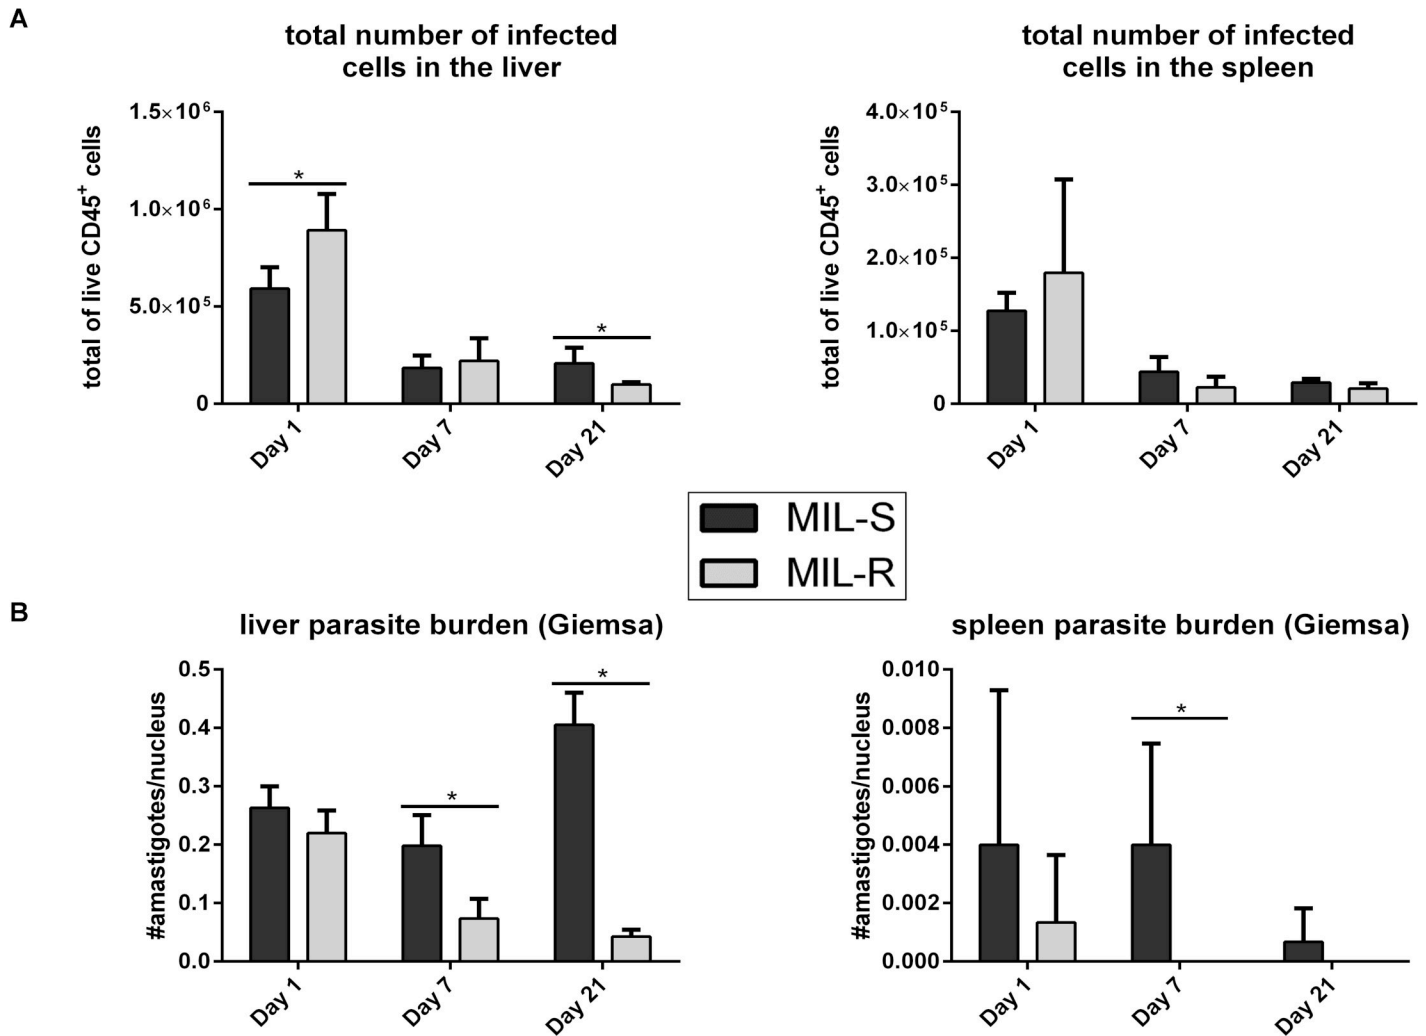 A
total number of infected
cells in the liver
total of live CD45⁺ cells
1.5×10⁶
1.0×10⁶
5.0×10⁵
0
*
*
Day 1
Day 7
Day 21
total number of infected
cells in the spleen
total of live CD45⁺ cells
4.0×10⁵
3.0×10⁵
2.0×10⁵
1.0×10⁵
0
Day 1
Day 7
Day 21
MIL-S
MIL-R
B
liver parasite burden (Giemsa)
#amastigotes/nucleus
0.5
0.4
0.3
0.2
0.1
0.0
*
*
Day 1
Day 7
Day 21
spleen parasite burden (Giemsa)
#amastigotes/nucleus
0.010
0.008
0.006
0.004
0.002
0.000
*
Day 1
Day 7
Day 21